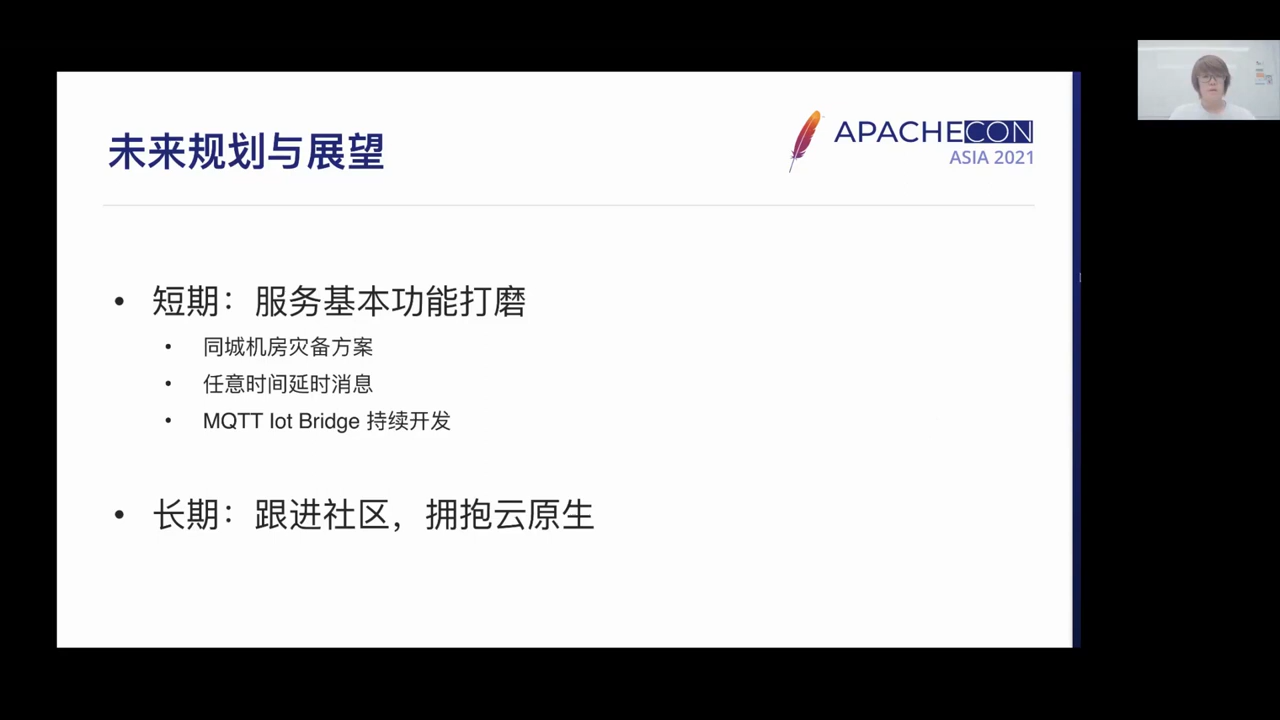 未来规划与展望
APACHECON
ASIA 2021
• 短期：服务基本功能打磨
• 同城机房灾备方案
• 任意时间延时消息
• MQTT Iot Bridge 持续开发
• 长期：跟进社区，拥抱云原生